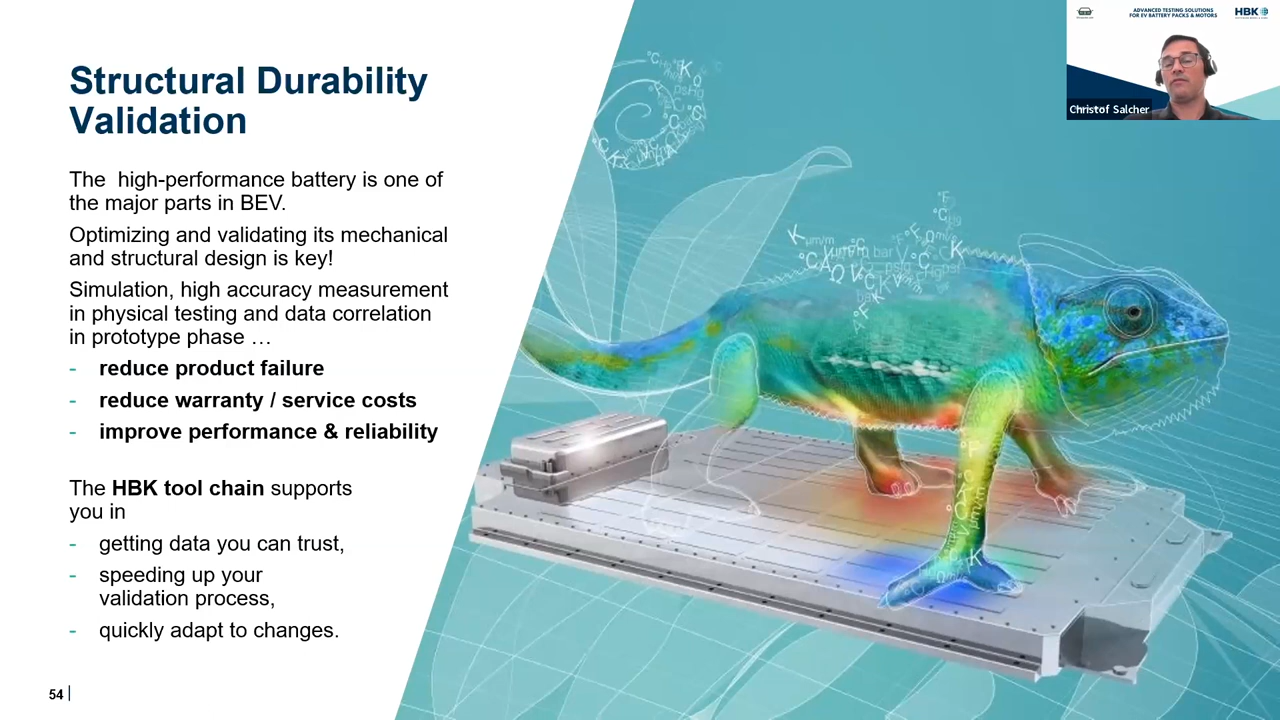 Structural Durability
Validation
The high-performance battery is one of
the major parts in BEV.
Optimizing and validating its mechanical
and structural design is key!
Simulation, high accuracy measurement
in physical testing and data correlation
in prototype phase …
- reduce product failure
- reduce warranty / service costs
- improve performance & reliability
The HBK tool chain supports
you in
- getting data you can trust,
- speeding up your
validation process,
- quickly adapt to changes.
54
ADVANCED TESTING SOLUTIONS
FOR EV BATTERY PACKS & MOTORS
HBK
Christof Salcher